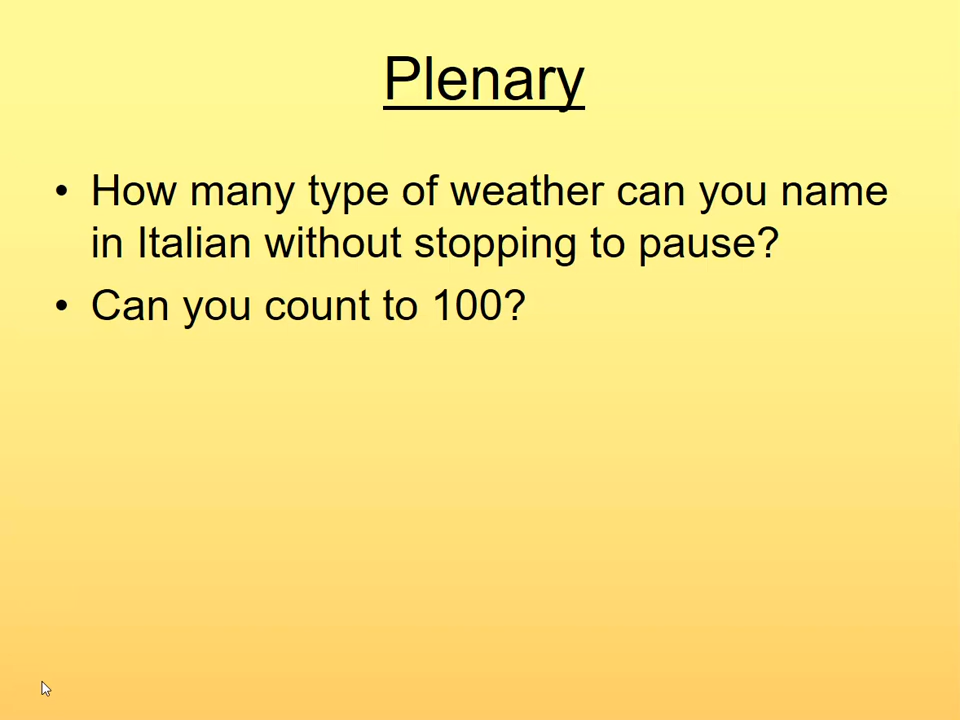 Plenary
• How many type of weather can you name
in Italian without stopping to pause?
• Can you count to 100?